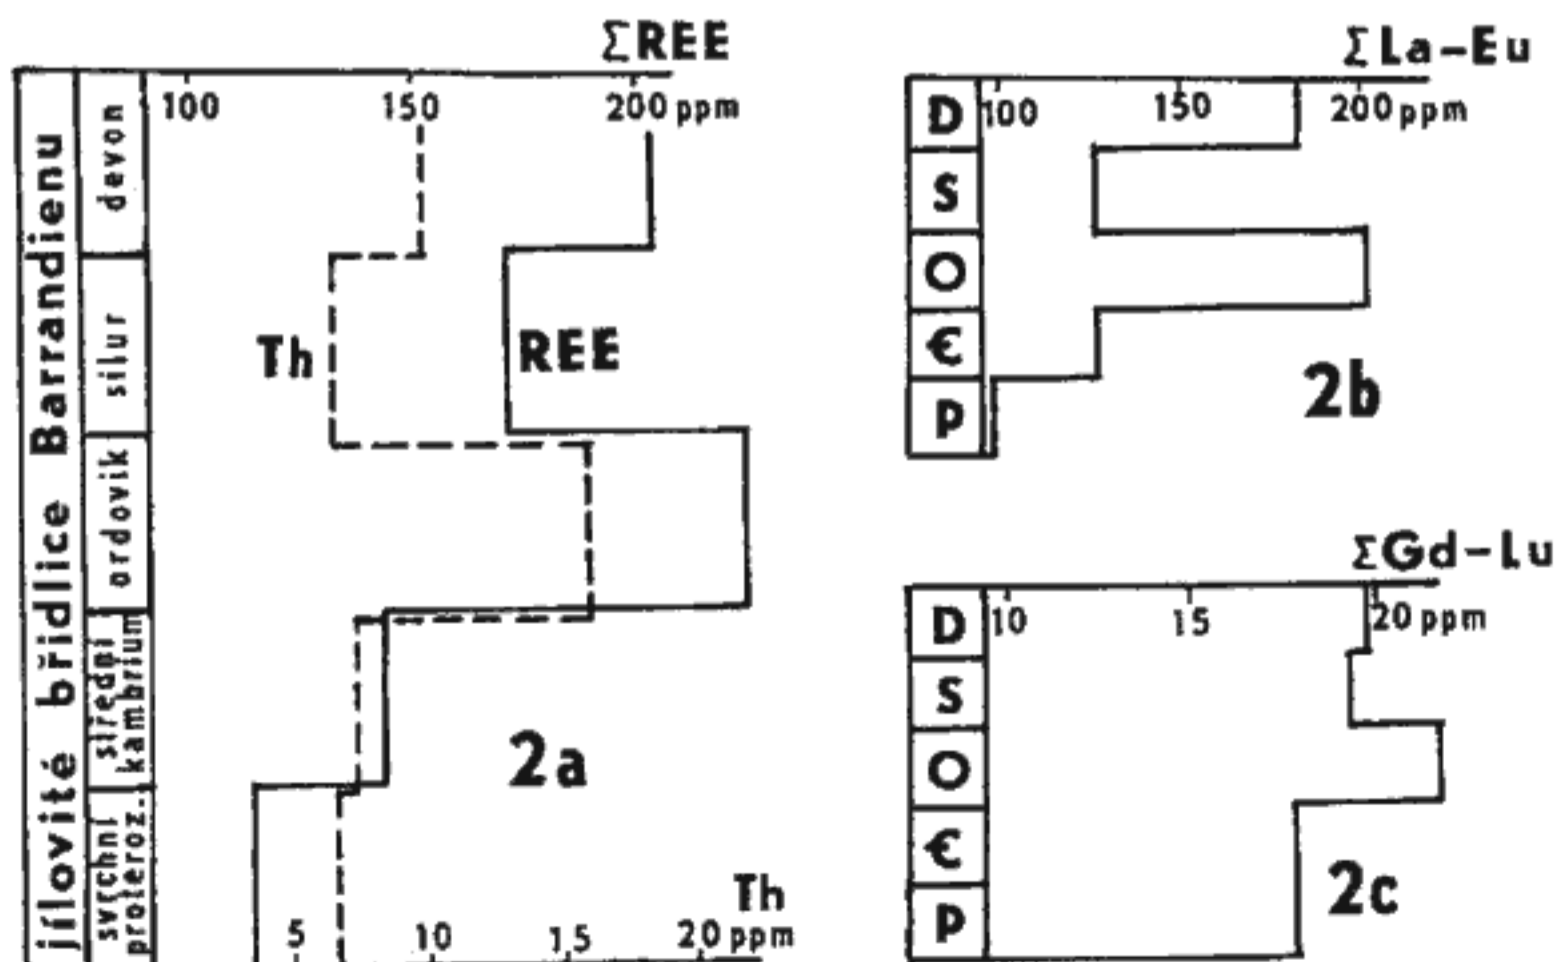 ΣREE
100 150 200 ppm
jílovité břidlice Barrandienu
devon
silur
ordovik
střední
kambrium
svrchní
proteroz.
Th
REE
2a
Th
5 10 15 20 ppm
ΣLa-Eu
100 150 200 ppm
D
S
O
€
P
2b
ΣGd-Lu
10 15 20 ppm
D
S
O
€
P
2c